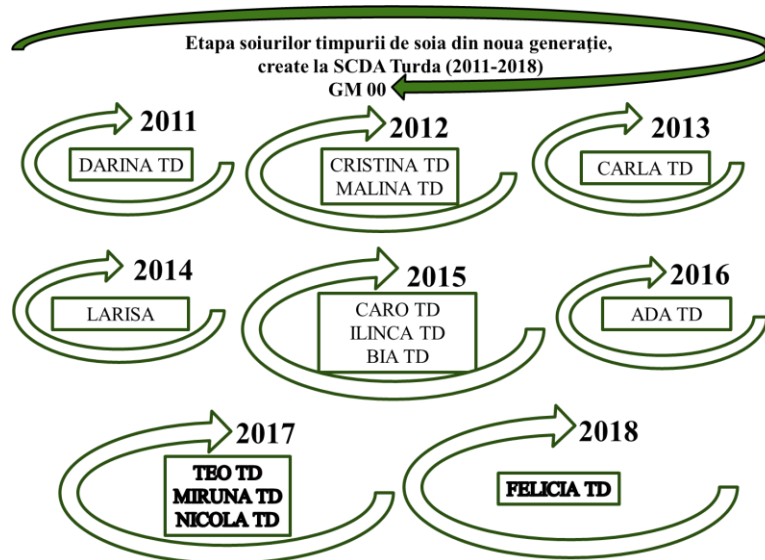 Etapa soiurilor timpurii de soia din noua generație,
create la SCDA Turda (2011-2018)
GM 00
2011
DARINA TD
2012
CRISTINA TD
MALINA TD
2013
CARLA TD
2014
LARISA
2015
CARO TD
ILINCA TD
BIA TD
2016
ADA TD
2017
TEO TD
MIRUNA TD
NICOLA TD
2018
FELICIA TD